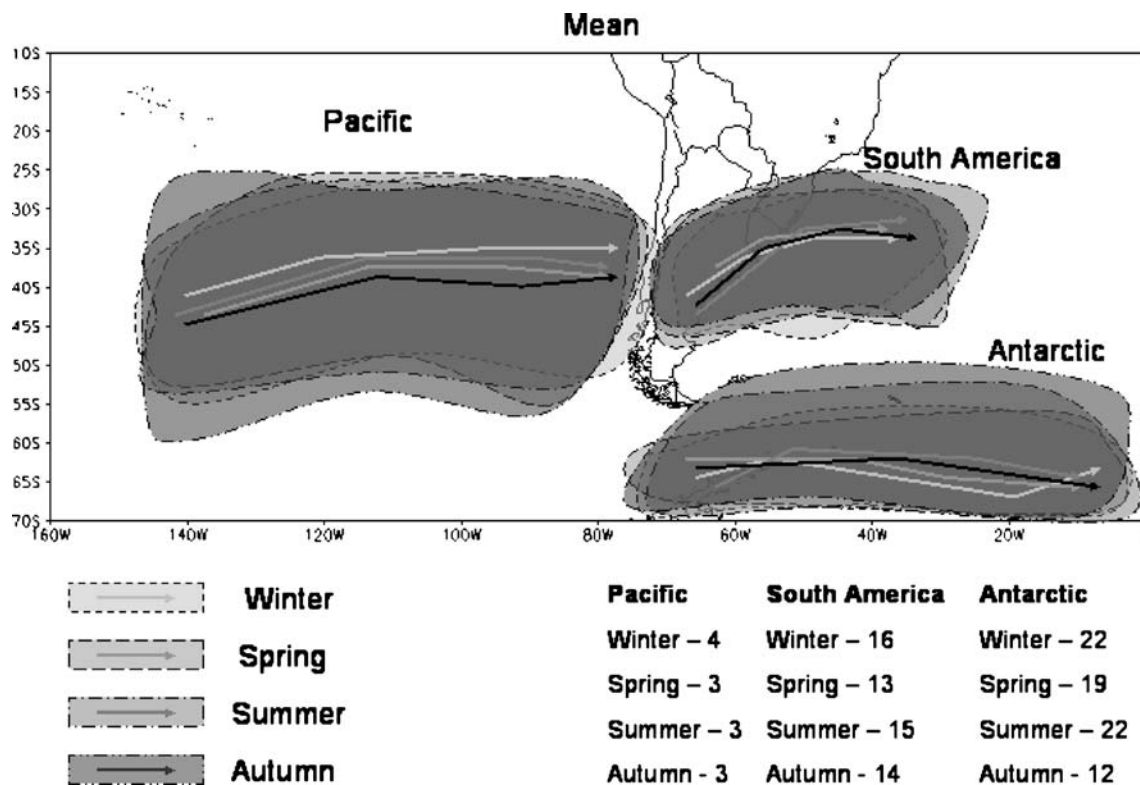 Mean
10S
15S
20S
25S
30S
35S
40S
45S
50S
55S
60S
65S
70S
Pacific
South America
Antarctic
160W 140W 120W 100W 80W 60W 40W 20W
Winter
Spring
Summer
Autumn
Pacific South America Antarctic
Winter – 4 Winter – 16 Winter – 22
Spring – 3 Spring – 13 Spring – 19
Summer – 3 Summer – 15 Summer – 22
Autumn - 3 Autumn - 14 Autumn - 12